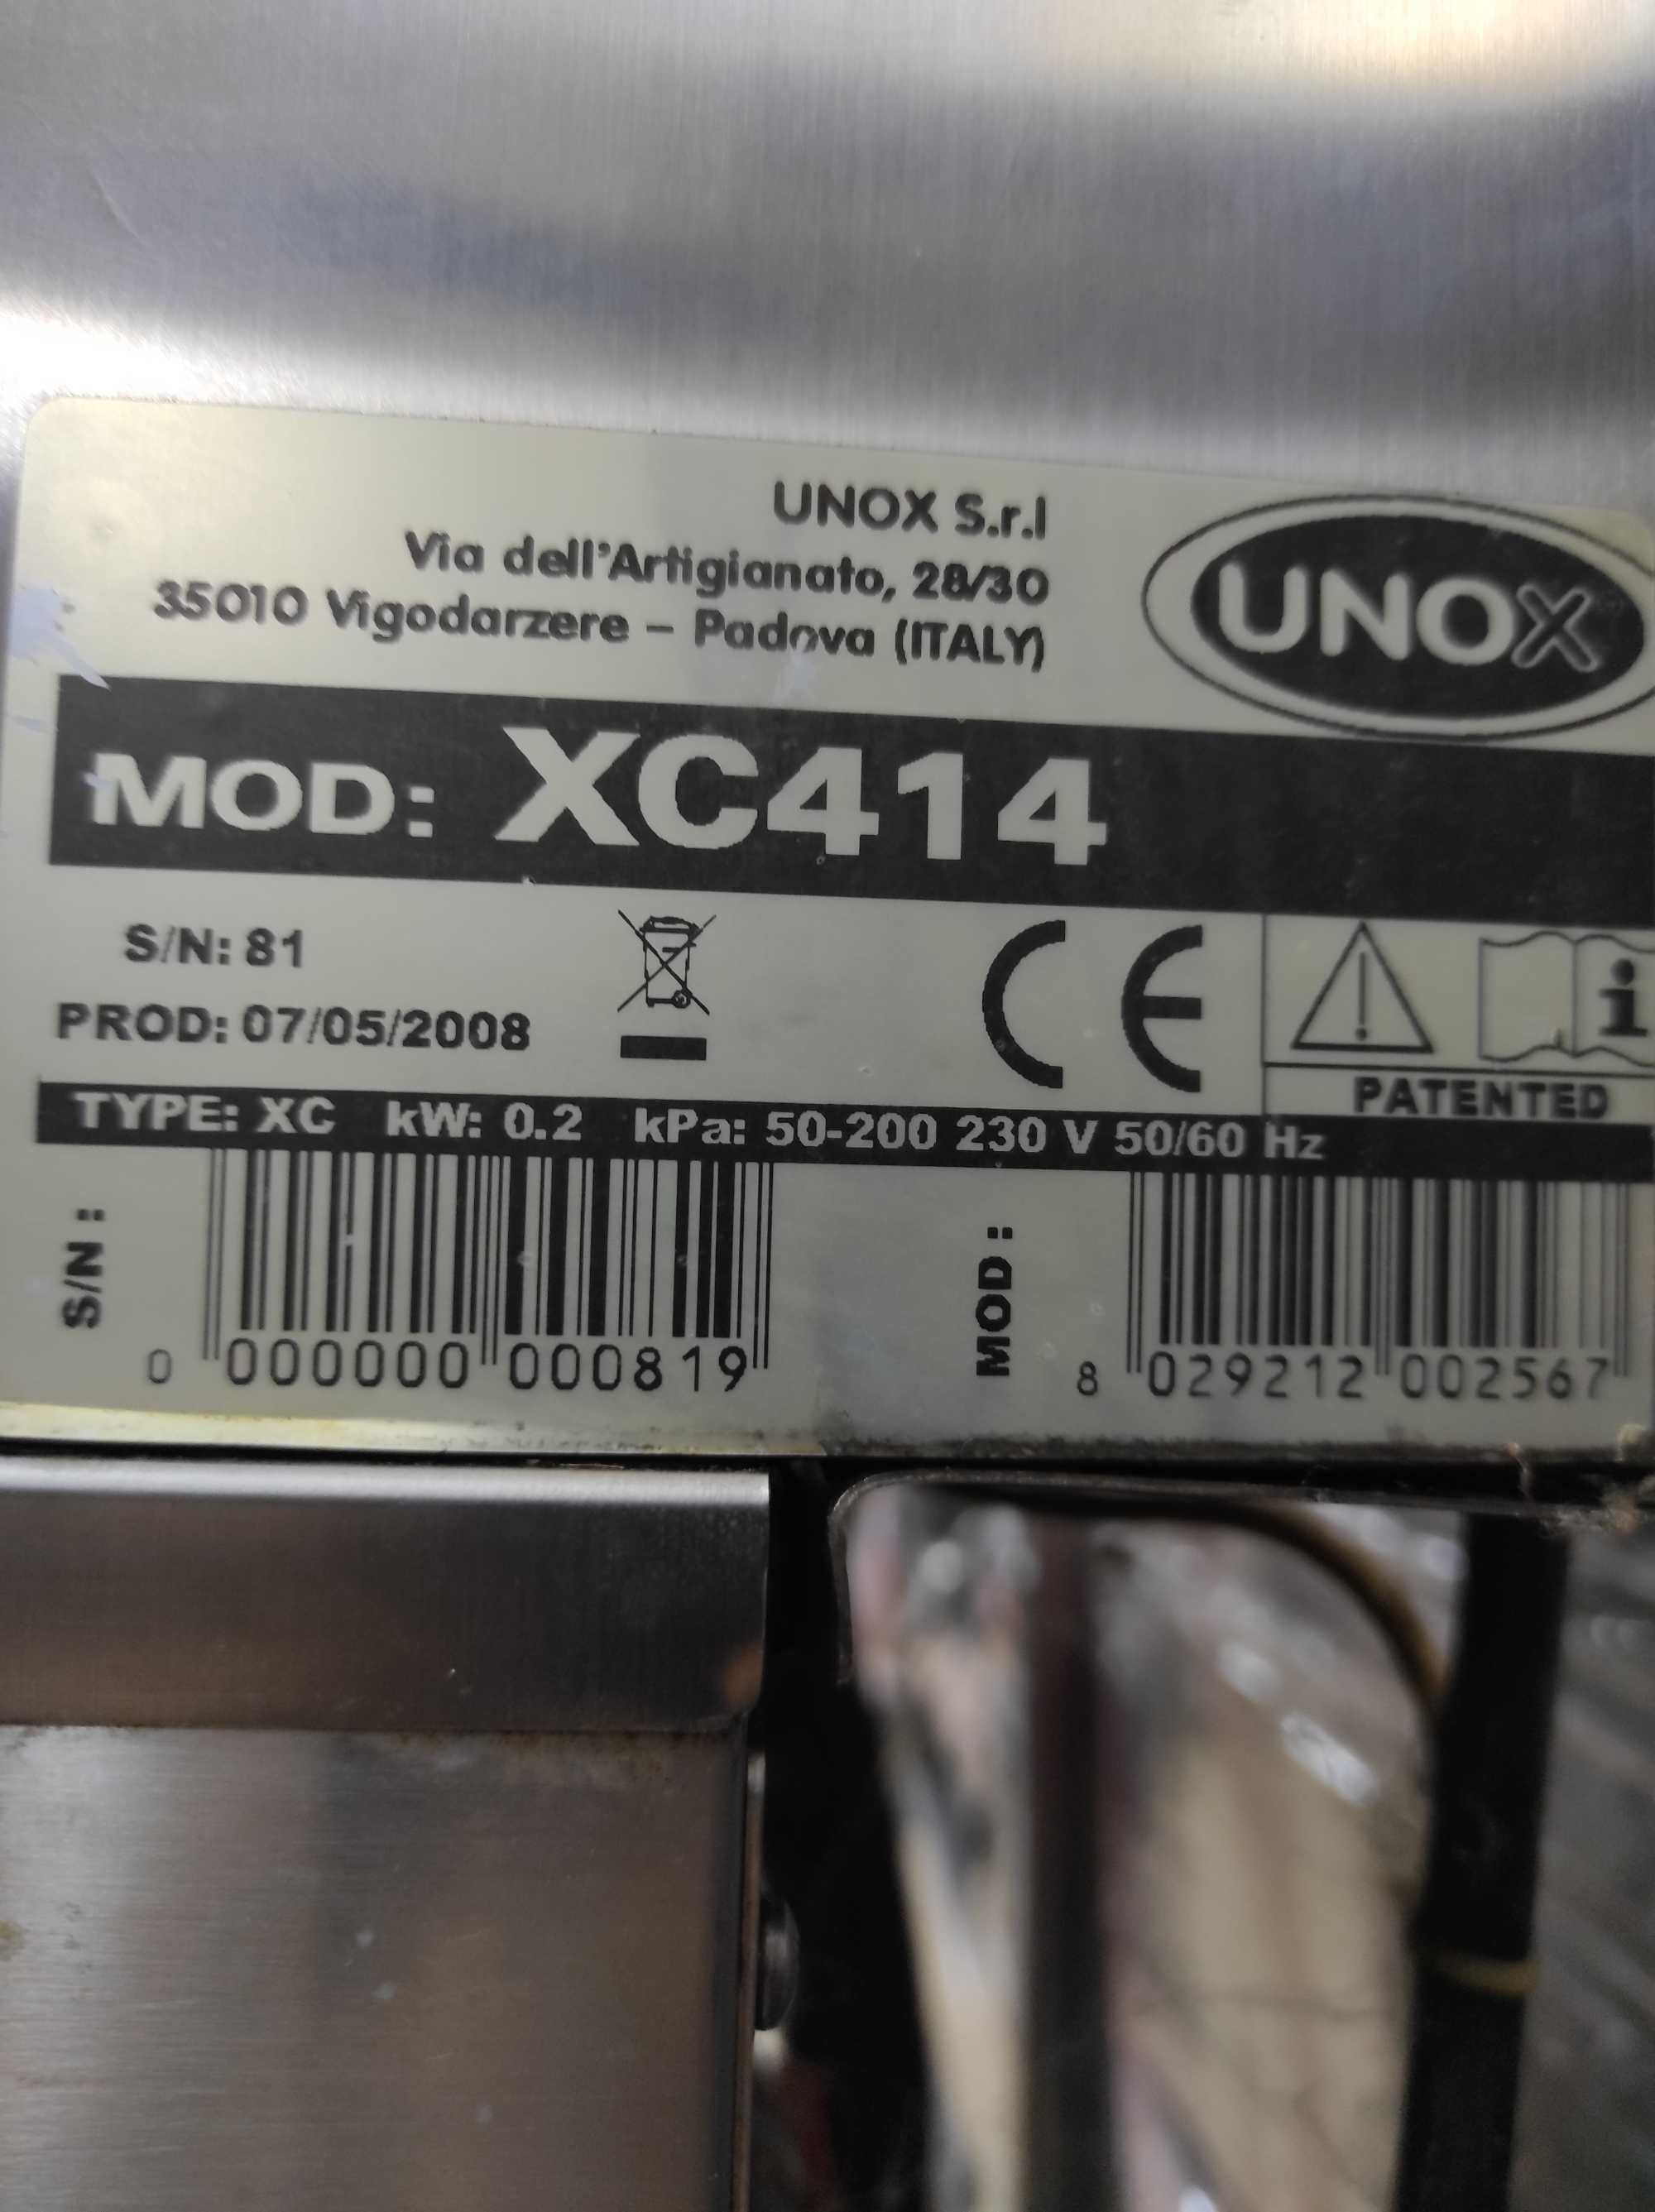 UNOX S.r.l
Via dell'Artigianato, 28/30
35010 Vigodarzere – Padova (ITALY)
UNOX
MOD: XC414
S/N: 81
PROD: 07/05/2008
CE
i
PATENTED
TYPE: XC kW: 0.2 kPa: 50-200 230 V 50/60 Hz
S/N:
0 000000 000819
MOD:
8 029212 002567